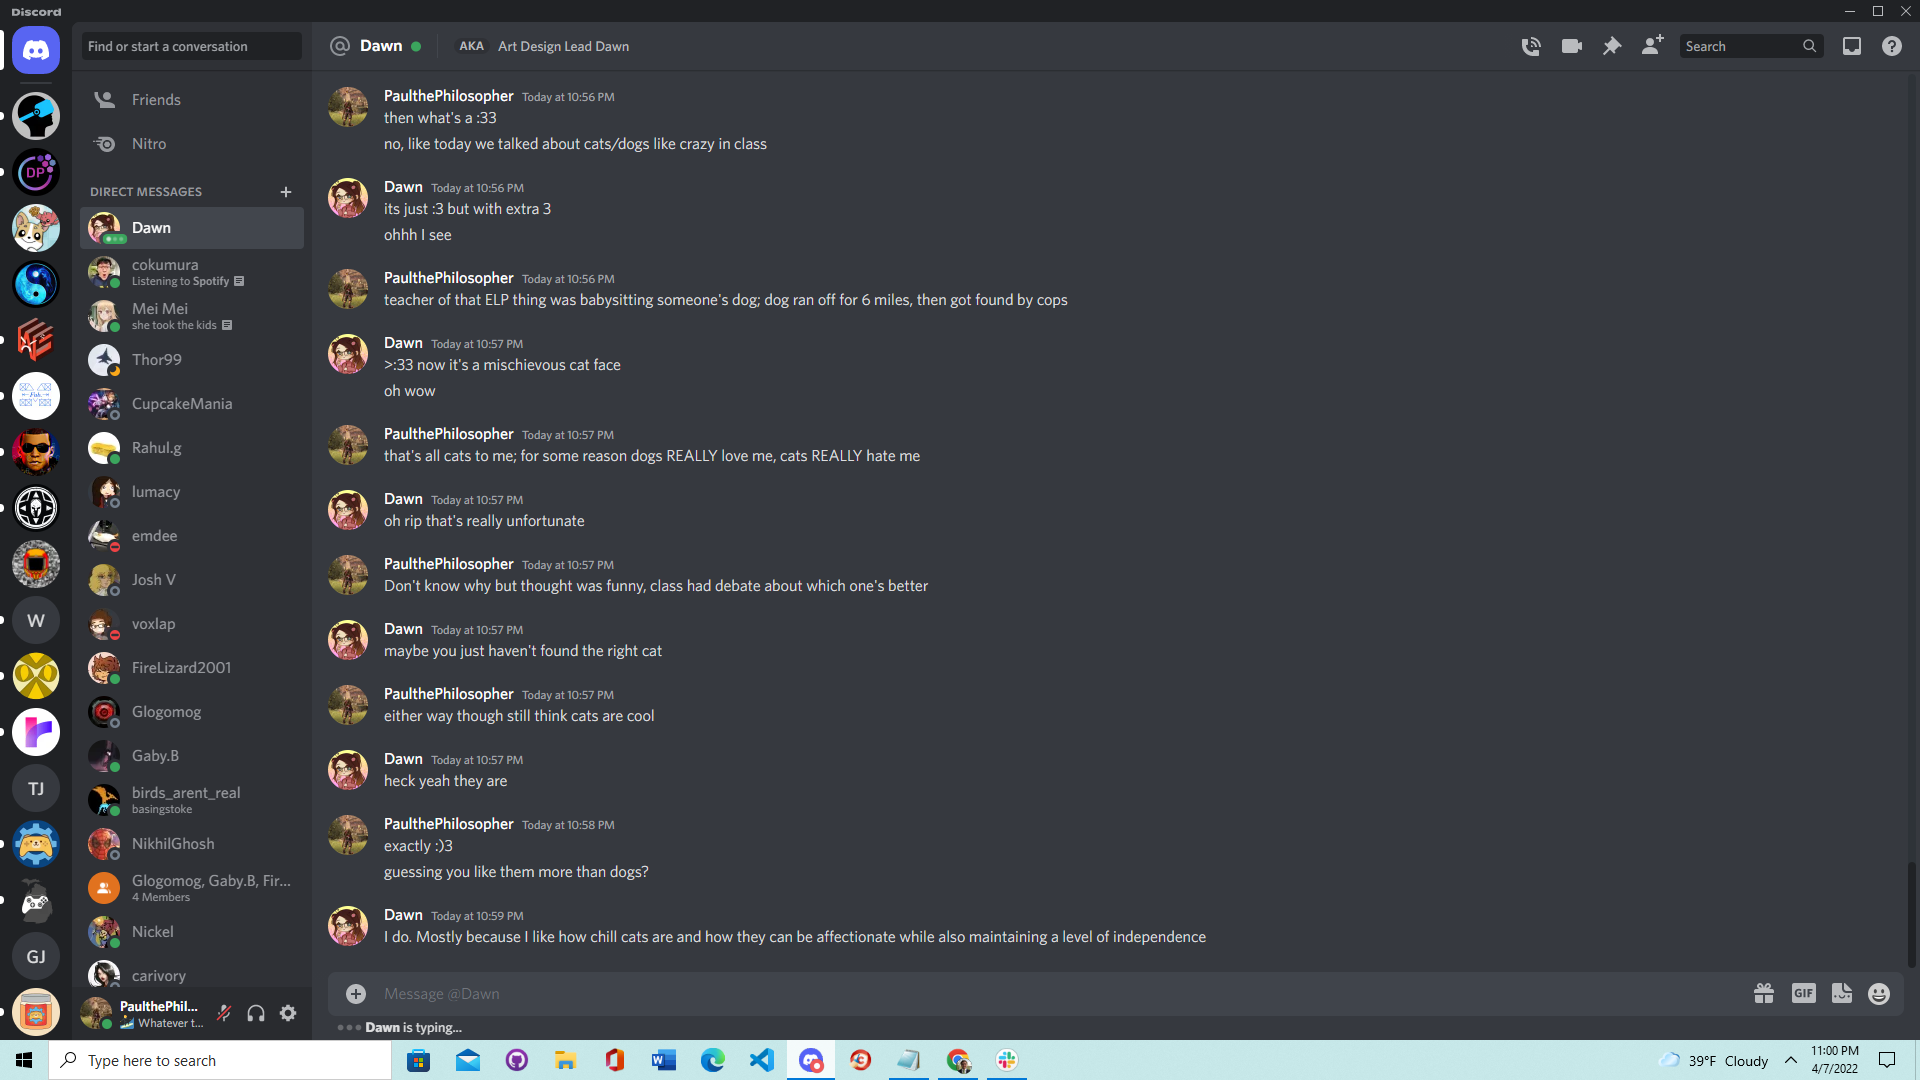 Discord
Find or start a conversation
Friends
Nitro
DIRECT MESSAGES
Dawn
cokumura
Listening to Spotify
Mei Mei
she took the kids
Thor99
CupcakeMania
Rahul.g
lumacy
emdee
Josh V
voxlap
FireLizard2001
Glogomog
Gaby.B
birds_arent_real
basingstoke
NikhilGhosh
Glogomog, Gaby.B, Fir...
4 Members
Nickel
carivory
PaulthePhil...
Whatever t...
DP
W
TJ
GJ
Dawn
AKA Art Design Lead Dawn
Search
PaulthePhilosopher Today at 10:56 PM
then what's a :33
no, like today we talked about cats/dogs like crazy in class
Dawn Today at 10:56 PM
its just :3 but with extra 3
ohhh I see
PaulthePhilosopher Today at 10:56 PM
teacher of that ELP thing was babysitting someone's dog; dog ran off for 6 miles, then got found by cops
Dawn Today at 10:57 PM
>:33 now it's a mischievous cat face
oh wow
PaulthePhilosopher Today at 10:57 PM
that's all cats to me; for some reason dogs REALLY love me, cats REALLY hate me
Dawn Today at 10:57 PM
oh rip that's really unfortunate
PaulthePhilosopher Today at 10:57 PM
Don't know why but thought was funny, class had debate about which one's better
Dawn Today at 10:57 PM
maybe you just haven't found the right cat
PaulthePhilosopher Today at 10:57 PM
either way though still think cats are cool
Dawn Today at 10:57 PM
heck yeah they are
PaulthePhilosopher Today at 10:58 PM
exactly :)3
guessing you like them more than dogs?
Dawn Today at 10:59 PM
I do. Mostly because I like how chill cats are and how they can be affectionate while also maintaining a level of independence
Message @Dawn
GIF
Dawn is typing...
Type here to search
39°F Cloudy
11:00 PM
4/7/2022